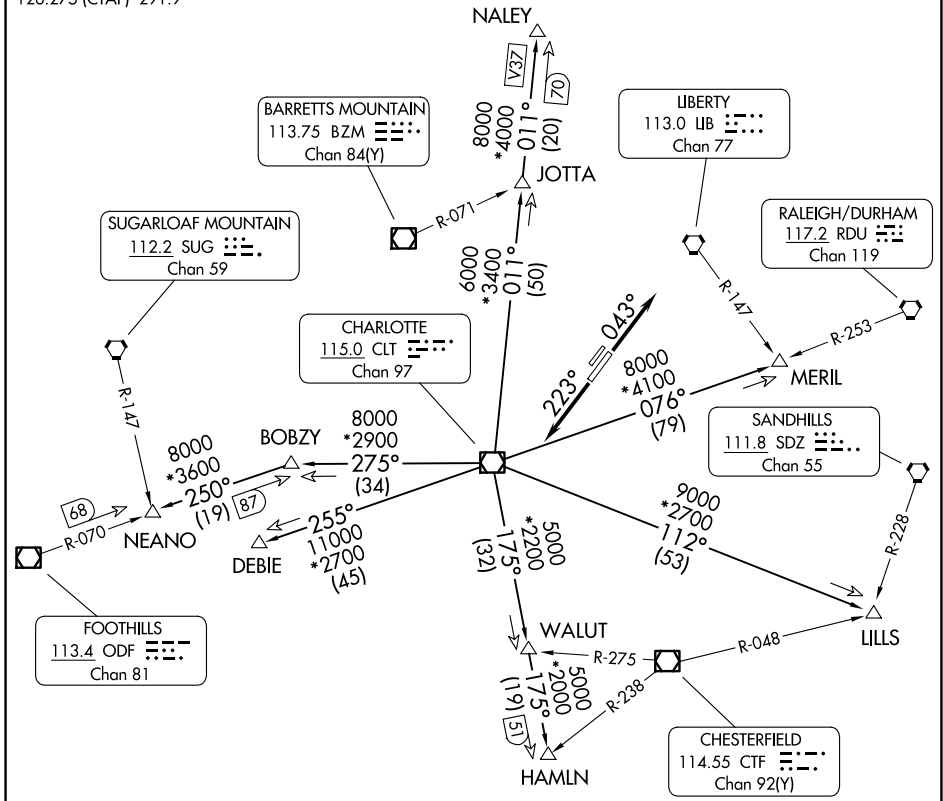 NALEY
V37
70
8000
*4000
011°
(20)
BARRETTS MOUNTAIN
113.75 BZM
Chan 84(Y)
LIBERTY
113.0 LIB
Chan 77
JOTTA
R-071
SUGARLOAF MOUNTAIN
112.2 SUG
Chan 59
RALEIGH/DURHAM
117.2 RDU
Chan 119
6000
*3400
011°
(50)
R-147
R-253
CHARLOTTE
115.0 CLT
Chan 97
043°
223°
MERIL
8000
*4100
076°
(79)
R-147
SANDHILLS
111.8 SDZ
Chan 55
BOBZY
8000
*2900
275°
(34)
8000
*3600
250°
(19)
87
68
R-070
NEANO
255°
11000
*2700
(45)
DEBIE
5000
*2200
175°
(32)
9000
*2700
112°
(53)
R-228
FOOTHILLS
113.4 ODF
Chan 81
WALUT
R-275
R-048
LILLS
R-238
5000
*2000
175°
(19)
51
HAMLN
CHESTERFIELD
114.55 CTF
Chan 92(Y)